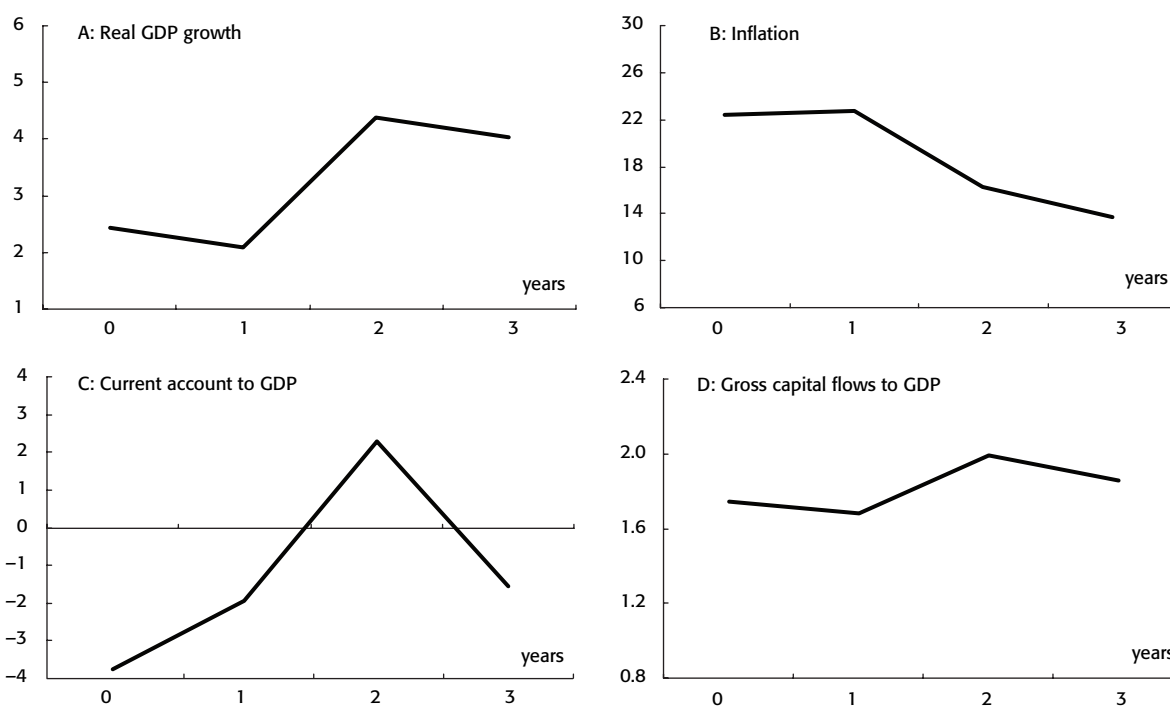 A: Real GDP growth
6
5
4
3
2
1
years
0 1 2 3
B: Inflation
30
26
22
18
14
10
6
years
0 1 2 3
C: Current account to GDP
4
3
2
1
0
−1
−2
−3
−4
years
0 1 2 3
D: Gross capital flows to GDP
2.4
2.0
1.6
1.2
0.8
years
0 1 2 3